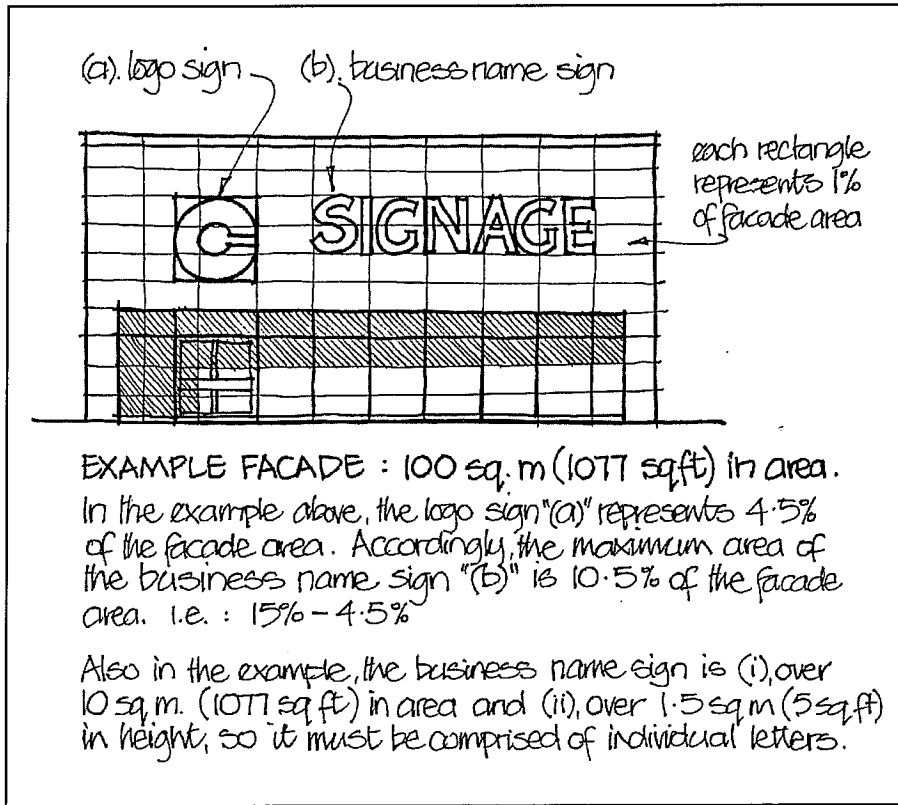 (a). logo sign (b). business name sign
each rectangle
represents 1%
of facade area
SIGNAGE
EXAMPLE FACADE : 100 sq. m (1077 sqft) in area.
In the example above, the logo sign "(a)" represents 4.5%
of the facade area. Accordingly, the maximum area of
the business name sign "(b)" is 10.5% of the facade
area. i.e. : 15% - 4.5%
Also in the example, the business name sign is (i), over
10 sq. m. (1077 sq ft) in area and (ii), over 1.5 sq m (5 sq ft)
in height, so it must be comprised of individual letters.